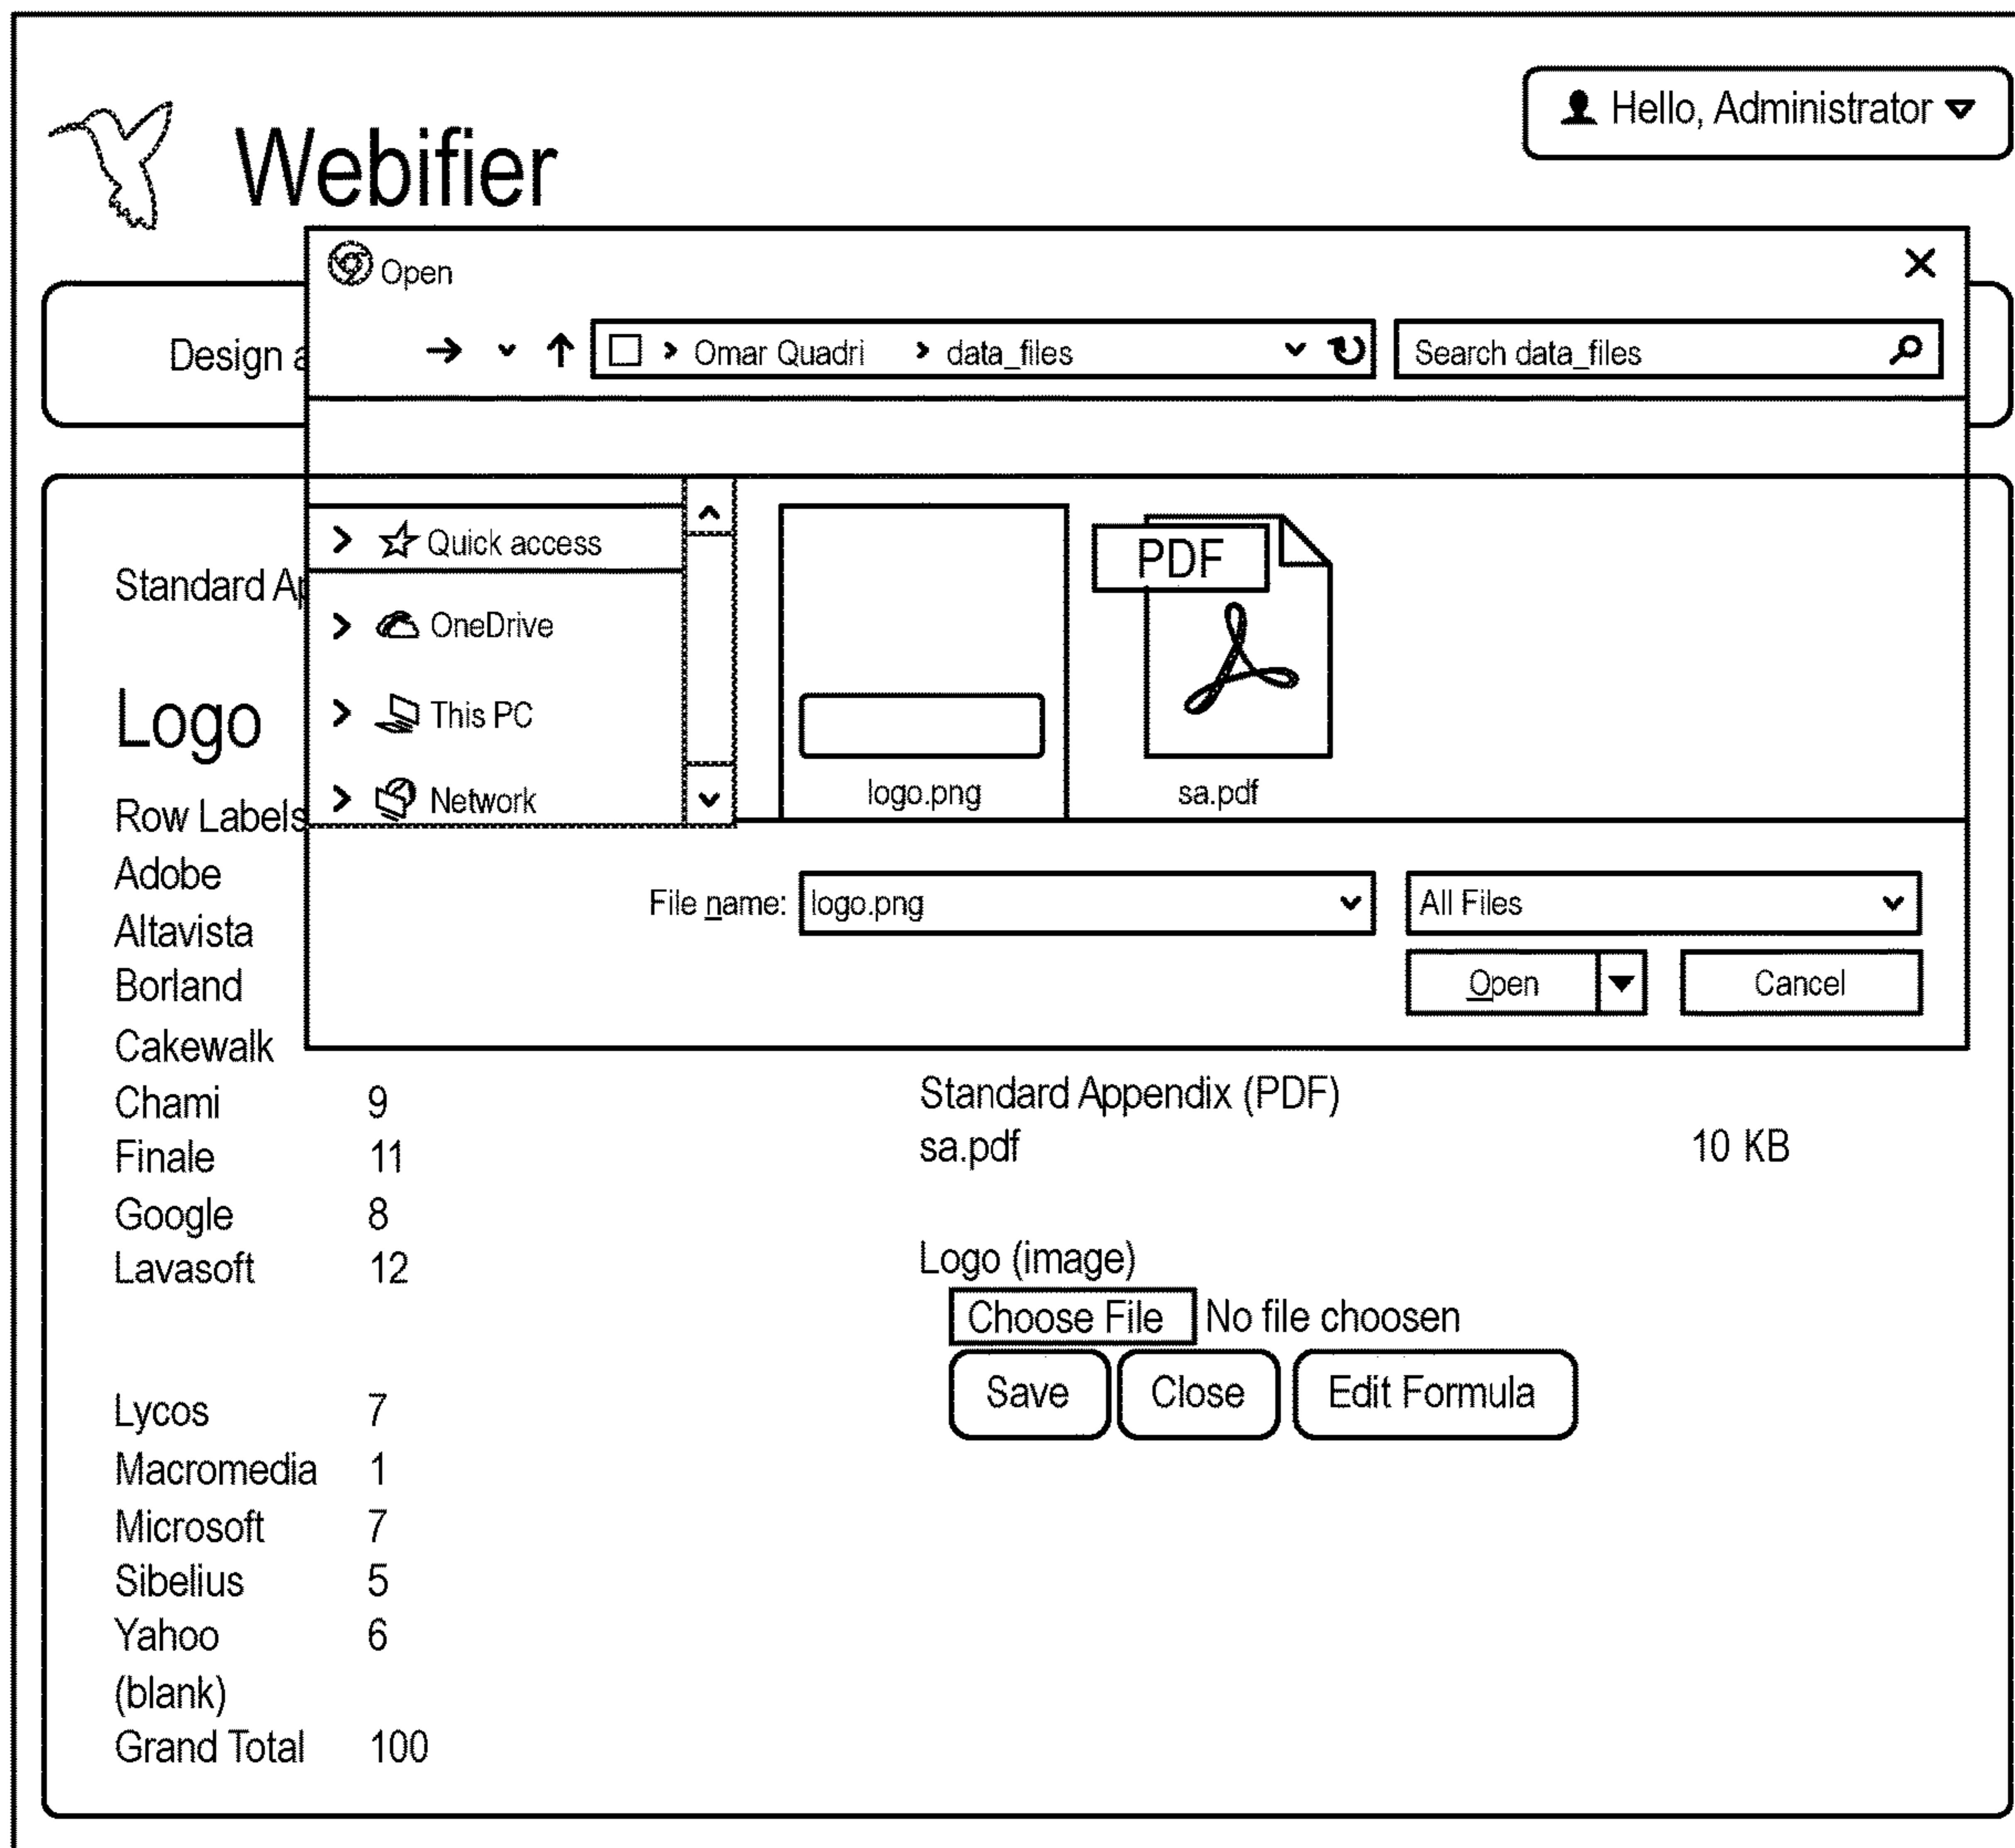 Hello, Administrator
Webifier
Open
Design a
Omar Quadri
data_files
Search data_files
Quick access
OneDrive
This PC
Network
PDF
logo.png
sa.pdf
Standard Ap
Logo
Row Labels
File name:
logo.png
All Files
Open
Cancel
Adobe
Altavista
Borland
Cakewalk
Chami 9
Finale 11
Google 8
Lavasoft 12
Lycos 7
Macromedia 1
Microsoft 7
Sibelius 5
Yahoo 6
(blank)
Grand Total 100
Standard Appendix (PDF)
sa.pdf 10 KB
Logo (image)
Choose File No file choosen
Save Close Edit Formula